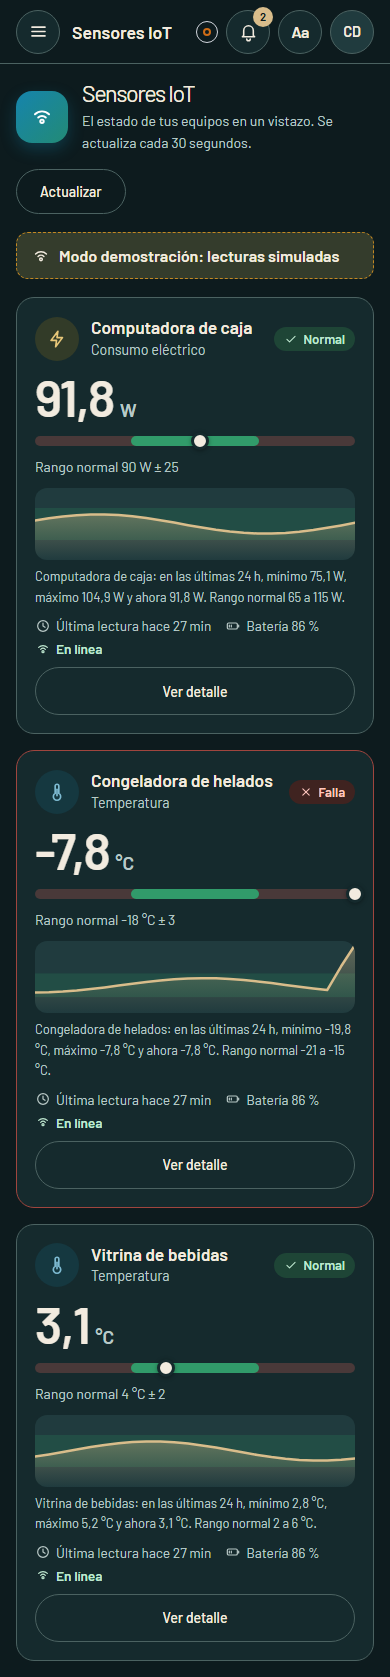 Sensores IoT
2
Aa
CD
Sensores IoT
El estado de tus equipos en un vistazo. Se
actualiza cada 30 segundos.
Actualizar
Modo demostración: lecturas simuladas
Computadora de caja
Consumo eléctrico
Normal
91,8 W
Rango normal 90 W ± 25
Computadora de caja: en las últimas 24 h, mínimo 75,1 W,
máximo 104,9 W y ahora 91,8 W. Rango normal 65 a 115 W.
Última lectura hace 27 min
Batería 86 %
En línea
Ver detalle
Congeladora de helados
Temperatura
Falla
-7,8 °C
Rango normal -18 °C ± 3
Congeladora de helados: en las últimas 24 h, mínimo -19,8
°C, máximo -7,8 °C y ahora -7,8 °C. Rango normal -21 a -15
°C.
Última lectura hace 27 min
Batería 86 %
En línea
Ver detalle
Vitrina de bebidas
Temperatura
Normal
3,1 °C
Rango normal 4 °C ± 2
Vitrina de bebidas: en las últimas 24 h, mínimo 2,8 °C,
máximo 5,2 °C y ahora 3,1 °C. Rango normal 2 a 6 °C.
Última lectura hace 27 min
Batería 86 %
En línea
Ver detalle